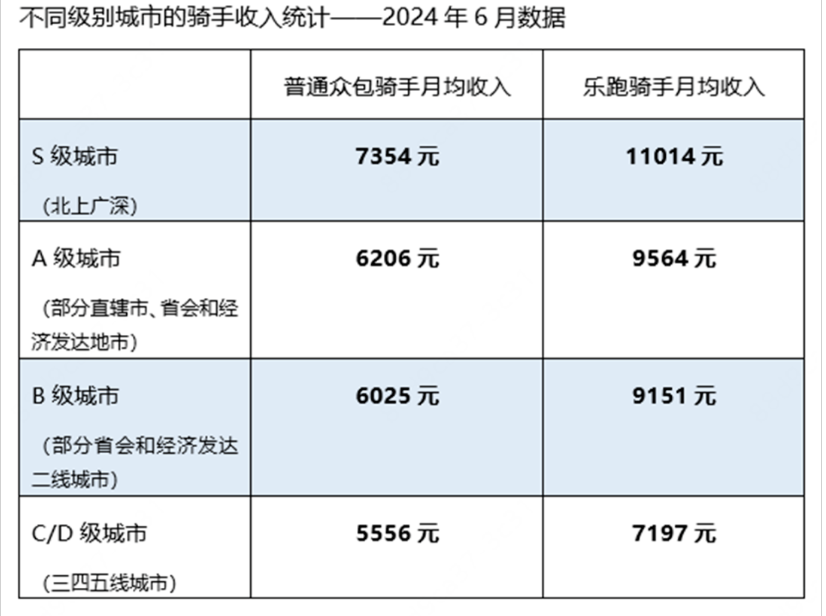 不同级别城市的骑手收入统计——2024 年 6 月数据
普通众包骑手月均收入
乐跑骑手月均收入
S 级城市
（北上广深）
7354 元
11014 元
A 级城市
（部分直辖市、省会和经
济发达地市）
6206 元
9564 元
B 级城市
（部分省会和经济发达
二线城市）
6025 元
9151 元
C/D 级城市
（三四五线城市）
5556 元
7197 元